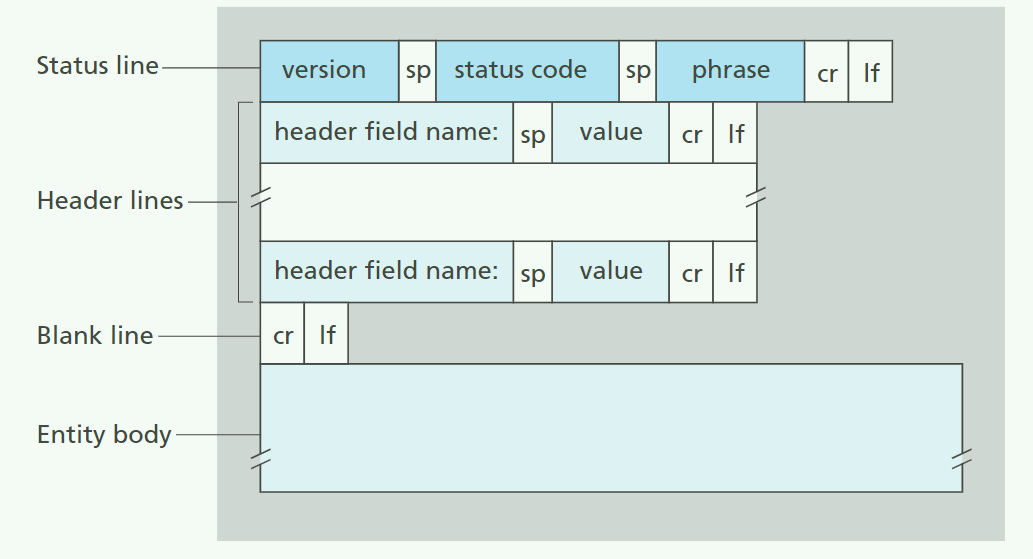 Status line
version sp status code sp phrase cr lf
header field name: sp value cr lf
Header lines
header field name: sp value cr lf
Blank line
cr lf
Entity body